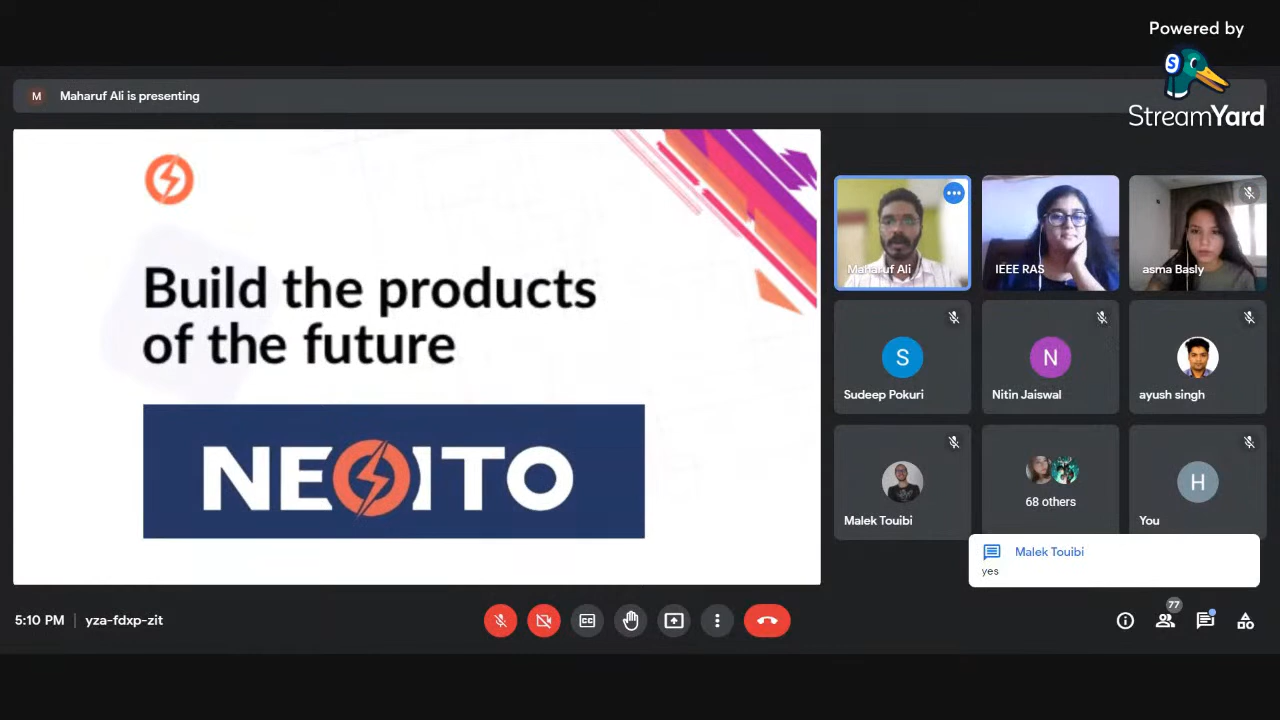 Powered by
StreamYard
M
Maharuf Ali is presenting
Build the products
of the future
NEOITO
Maharuf Ali
IEEE RAS
asma Basly
S
Sudeep Pokuri
N
Nitin Jaiswal
ayush singh
Malek Touibi
68 others
H
You
Malek Touibi
yes
5:10 PM
yza-fdxp-zit
77